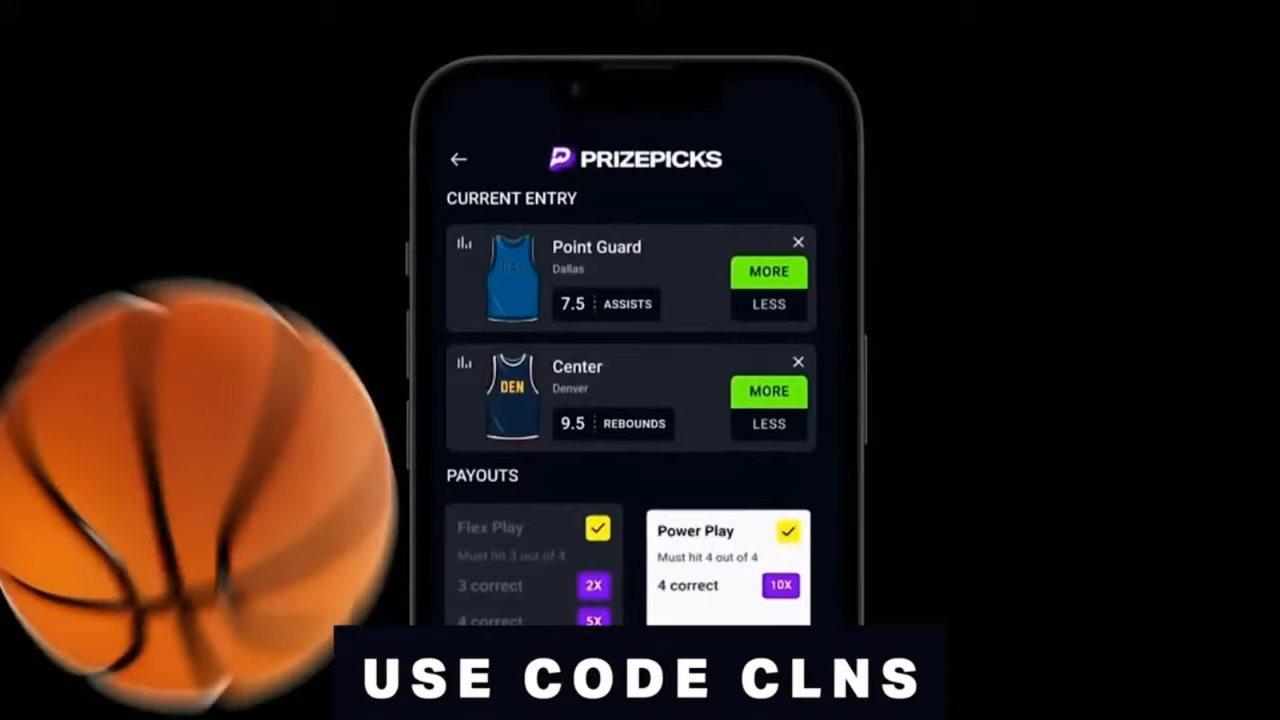 PRIZEPICKS
CURRENT ENTRY
Point Guard
Dallas
7.5 ASSISTS
MORE
LESS
Center
Denver
DEN
9.5 REBOUNDS
MORE
LESS
PAYOUTS
Flex Play
Must hit 3 out of 4
3 correct 2X
4 correct 5X
Power Play
Must hit 4 out of 4
4 correct 10X
USE CODE CLNS